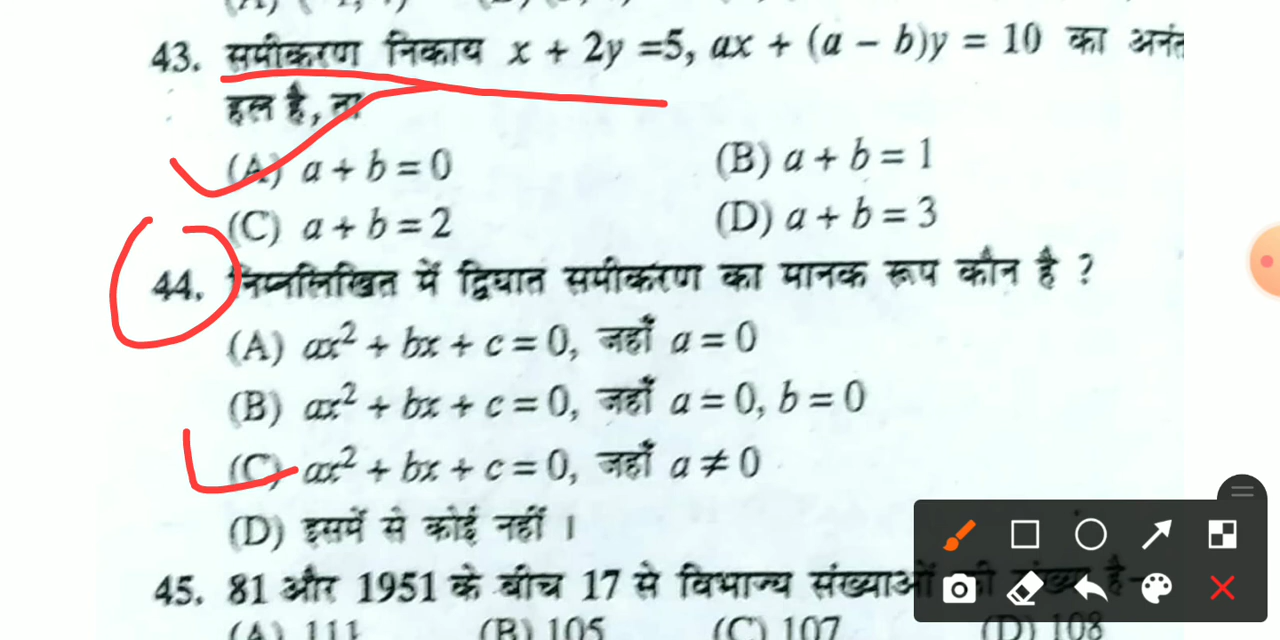 43. समीकरण निकाय x + 2y =5, ax + (a − b)y = 10 का अनंत
हल है, तो
(A) a + b = 0 (B) a + b = 1
(C) a + b = 2 (D) a + b = 3
44. निम्नलिखित में द्विघात समीकरण का मानक रूप कौन है ?
(A) ax² + bx + c = 0, जहाँ a = 0
(B) ax² + bx + c = 0, जहाँ a = 0, b = 0
(C) ax² + bx + c = 0, जहाँ a ≠ 0
(D) इसमें से कोई नहीं ।
45. 81 और 1951 के बीच 17 से विभाज्य संख्याओं की संख्या है–
(A) 111 (B) 105 (C) 107 (D) 108